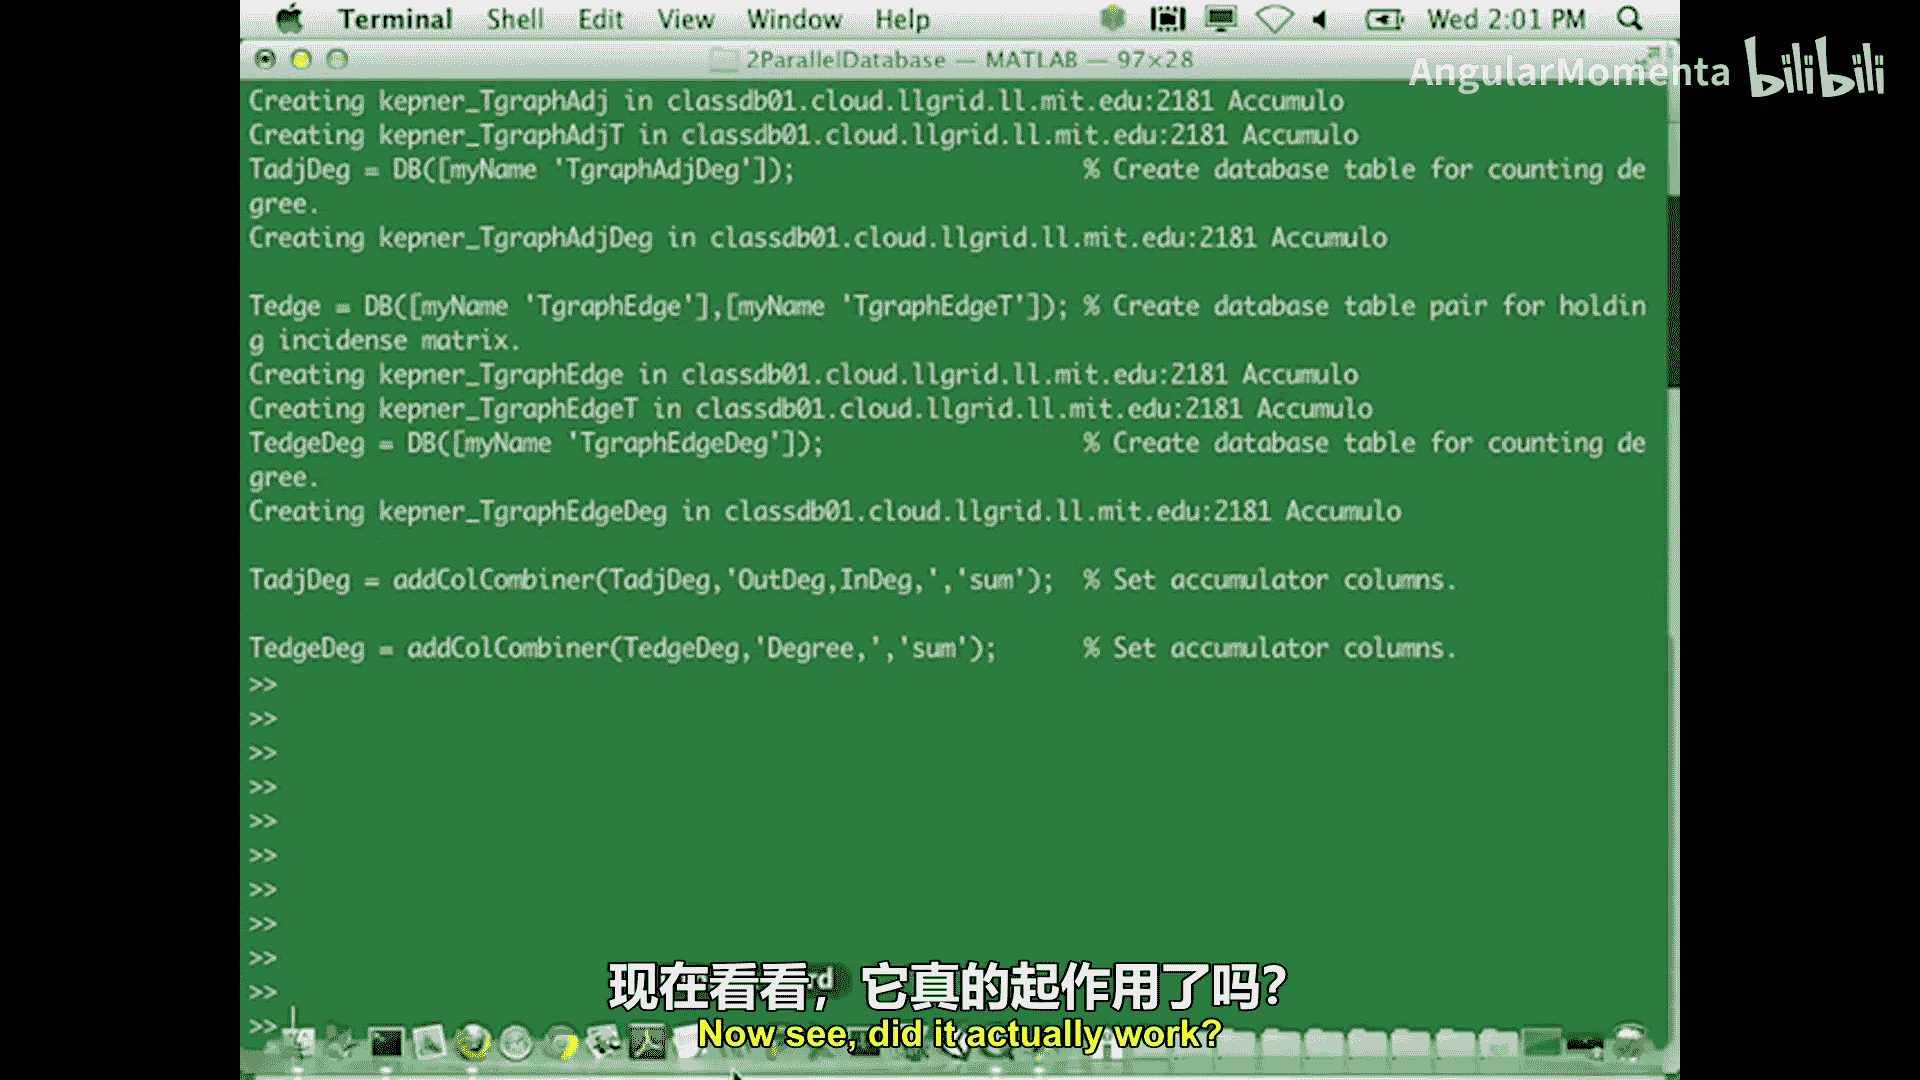 Terminal Shell Edit View Window Help Wed 2:01 PM
2ParallelDatabase — MATLAB — 97×28
AngularMomenta bilibili
Creating kepner_TgraphAdj in classdb01.cloud.llgrid.ll.mit.edu:2181 Accumulo
Creating kepner_TgraphAdjT in classdb01.cloud.llgrid.ll.mit.edu:2181 Accumulo
TadjDeg = DB([myName 'TgraphAdjDeg']); % Create database table for counting de
gree.
Creating kepner_TgraphAdjDeg in classdb01.cloud.llgrid.ll.mit.edu:2181 Accumulo
Tedge = DB([myName 'TgraphEdge'],[myName 'TgraphEdgeT']); % Create database table pair for holdin
g incidense matrix.
Creating kepner_TgraphEdge in classdb01.cloud.llgrid.ll.mit.edu:2181 Accumulo
Creating kepner_TgraphEdgeT in classdb01.cloud.llgrid.ll.mit.edu:2181 Accumulo
TedgeDeg = DB([myName 'TgraphEdgeDeg']); % Create database table for counting de
gree.
Creating kepner_TgraphEdgeDeg in classdb01.cloud.llgrid.ll.mit.edu:2181 Accumulo
TadjDeg = addColCombiner(TadjDeg,'OutDeg,InDeg,','sum'); % Set accumulator columns.
TedgeDeg = addColCombiner(TedgeDeg,'Degree,','sum'); % Set accumulator columns.
>>
>>
>>
>>
>>
>>
>>
>>
>>
>>
>>
现在看看，它真的起作用了吗？
Now see, did it actually work?